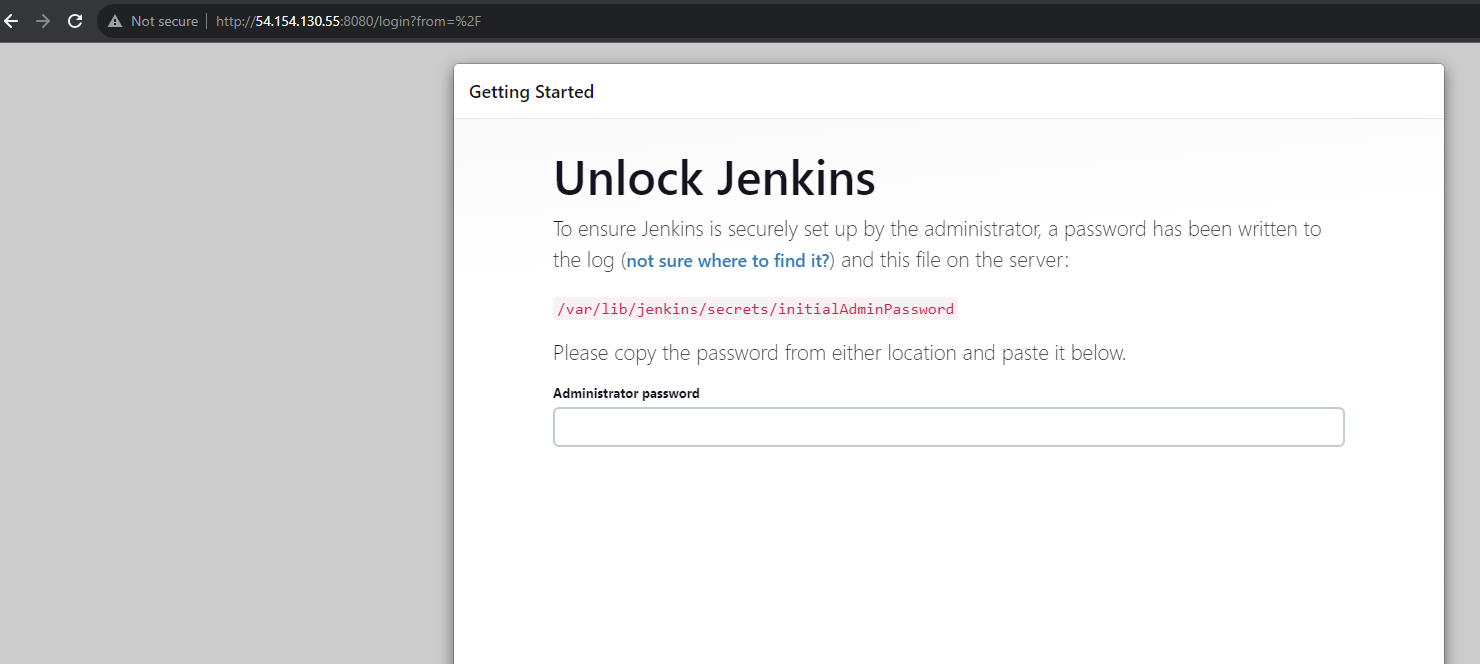 Not secure | http://54.154.130.55:8080/login?from=%2F
Getting Started
Unlock Jenkins
To ensure Jenkins is securely set up by the administrator, a password has been written to
the log (not sure where to find it?) and this file on the server:
/var/lib/jenkins/secrets/initialAdminPassword
Please copy the password from either location and paste it below.
Administrator password